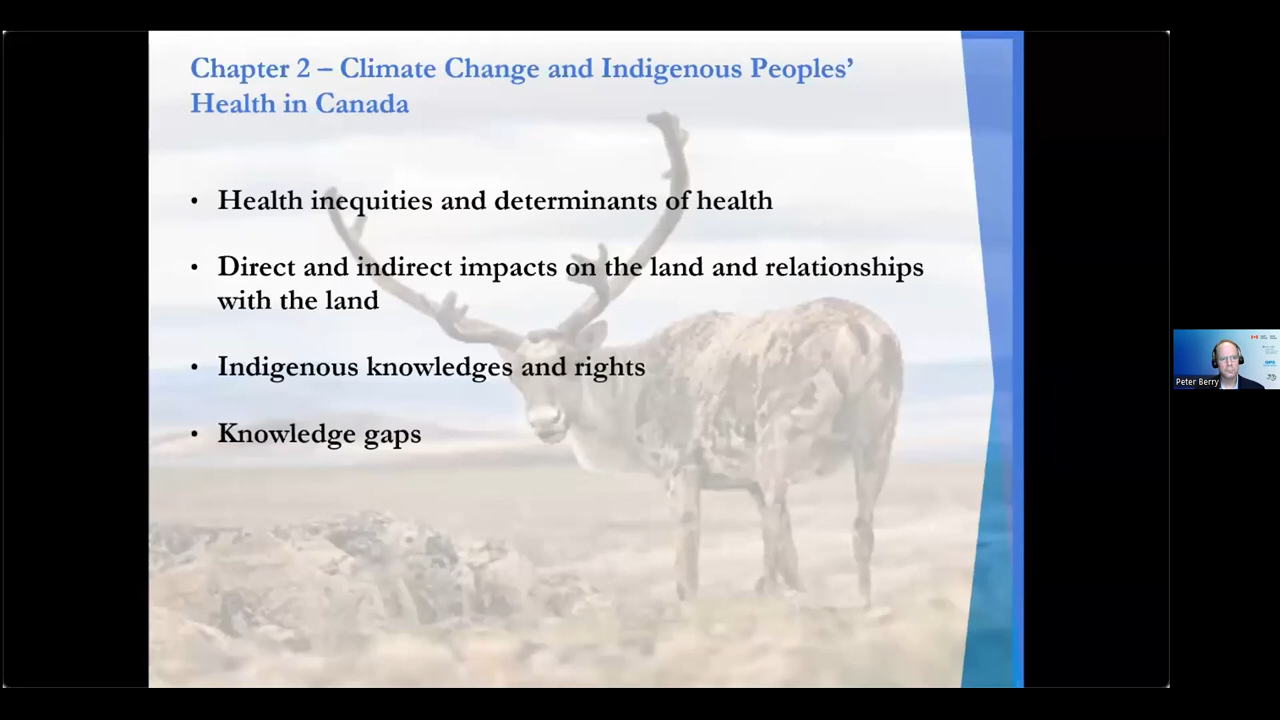 Chapter 2 – Climate Change and Indigenous Peoples’
Health in Canada
• Health inequities and determinants of health
• Direct and indirect impacts on the land and relationships
with the land
• Indigenous knowledges and rights
• Knowledge gaps
Peter Berry